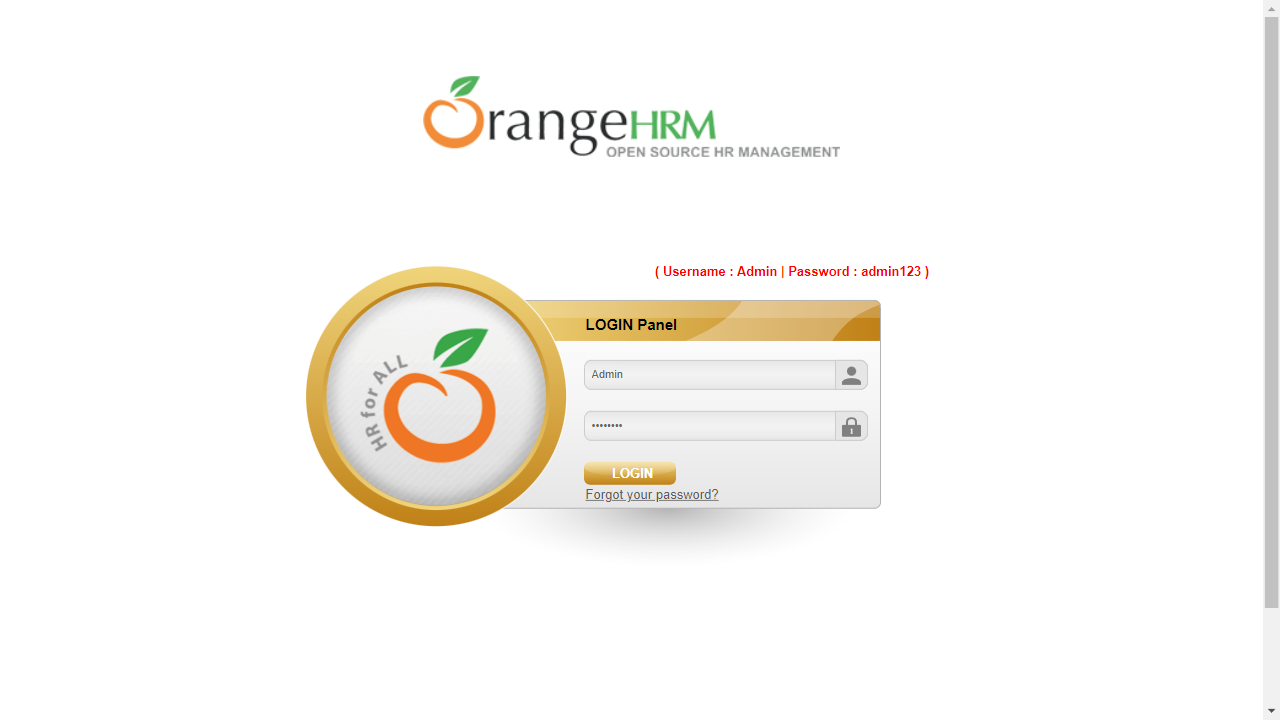 OrangeHRM
OPEN SOURCE HR MANAGEMENT
( Username : Admin | Password : admin123 )
LOGIN Panel
HR for ALL
Admin
••••••••
LOGIN
Forgot your password?